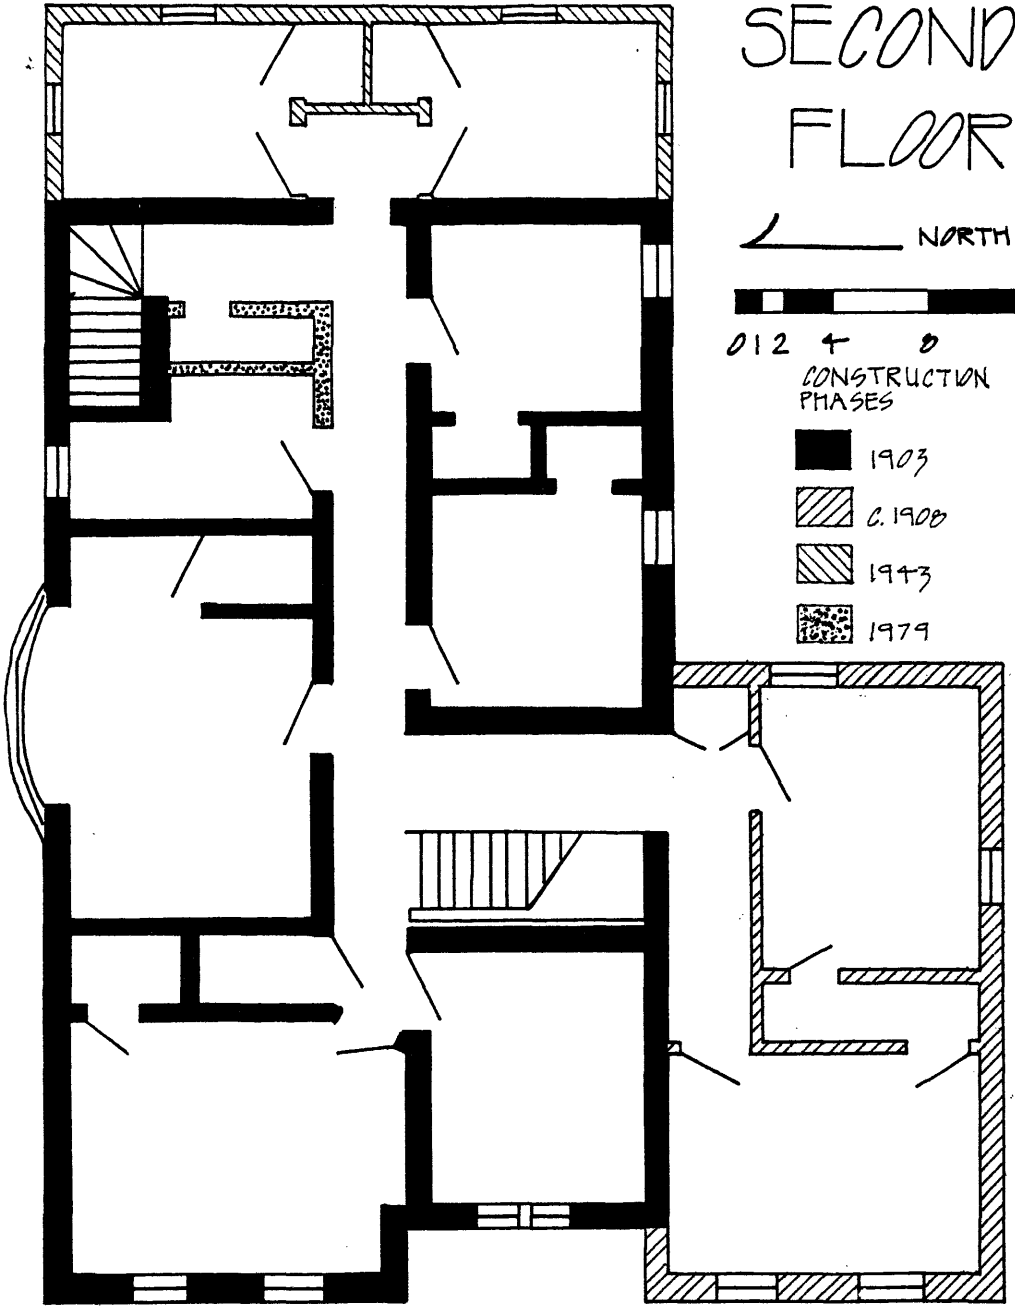 SECOND
FLOOR
NORTH
0 1 2 4 8
CONSTRUCTION
PHASES
1903
C. 1908
1943
1979